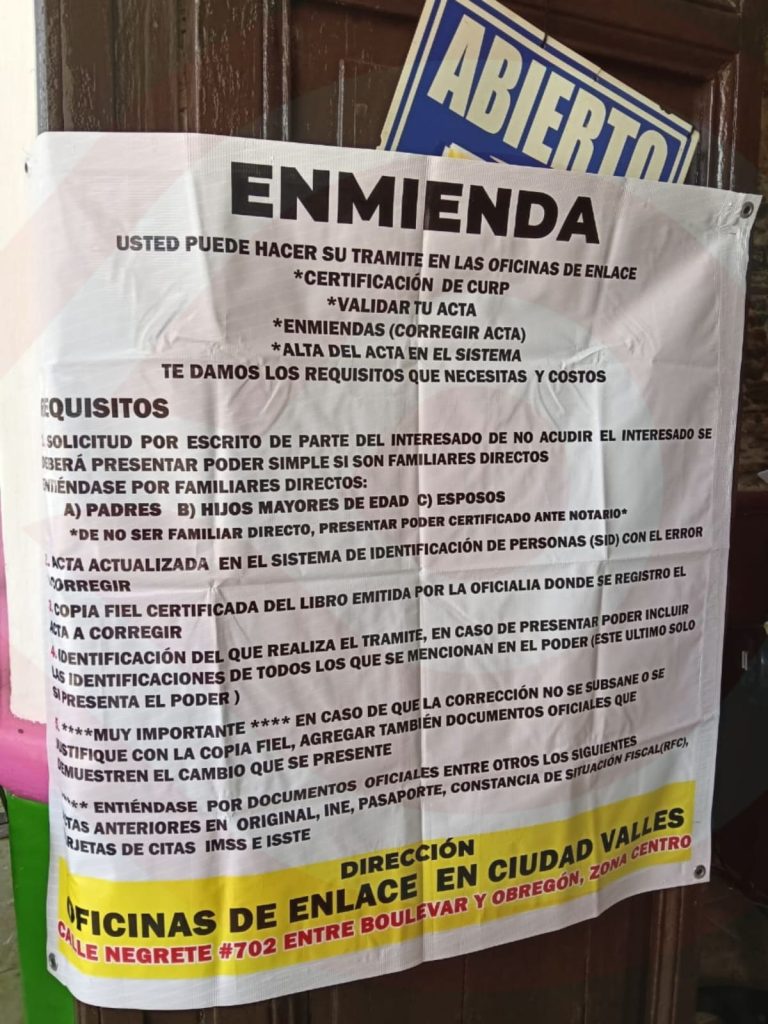 ABIERTO
ENMIENDA
USTED PUEDE HACER SU TRAMITE EN LAS OFICINAS DE ENLACE
*CERTIFICACIÓN DE CURP
*VALIDAR TU ACTA
*ENMIENDAS (CORREGIR ACTA)
*ALTA DEL ACTA EN EL SISTEMA
TE DAMOS LOS REQUISITOS QUE NECESITAS Y COSTOS
REQUISITOS
1. SOLICITUD POR ESCRITO DE PARTE DEL INTERESADO DE NO ACUDIR EL INTERESADO SE
DEBERÁ PRESENTAR PODER SIMPLE SI SON FAMILIARES DIRECTOS
ENTIÉNDASE POR FAMILIARES DIRECTOS:
A) PADRES B) HIJOS MAYORES DE EDAD C) ESPOSOS
*DE NO SER FAMILIAR DIRECTO, PRESENTAR PODER CERTIFICADO ANTE NOTARIO*
2. ACTA ACTUALIZADA EN EL SISTEMA DE IDENTIFICACIÓN DE PERSONAS (SID) CON EL ERROR
CORREGIR
3. COPIA FIEL CERTIFICADA DEL LIBRO EMITIDA POR LA OFICIALIA DONDE SE REGISTRO EL
ACTA A CORREGIR
4. IDENTIFICACIÓN DEL QUE REALIZA EL TRAMITE, EN CASO DE PRESENTAR PODER INCLUIR
LAS IDENTIFICACIONES DE TODOS LOS QUE SE MENCIONAN EN EL PODER (ESTE ULTIMO SOLO
SI PRESENTA EL PODER )
5. ****MUY IMPORTANTE **** EN CASO DE QUE LA CORRECCIÓN NO SE SUBSANE O SE
JUSTIFIQUE CON LA COPIA FIEL, AGREGAR TAMBIÉN DOCUMENTOS OFICIALES QUE
DEMUESTREN EL CAMBIO QUE SE PRESENTE
**** ENTIÉNDASE POR DOCUMENTOS OFICIALES ENTRE OTROS LOS SIGUIENTES
ACTAS ANTERIORES EN ORIGINAL, INE, PASAPORTE, CONSTANCIA DE SITUACIÓN FISCAL(RFC),
TARJETAS DE CITAS IMSS E ISSTE
DIRECCIÓN
OFICINAS DE ENLACE EN CIUDAD VALLES
CALLE NEGRETE #702 ENTRE BOULEVAR Y OBREGÓN, ZONA CENTRO